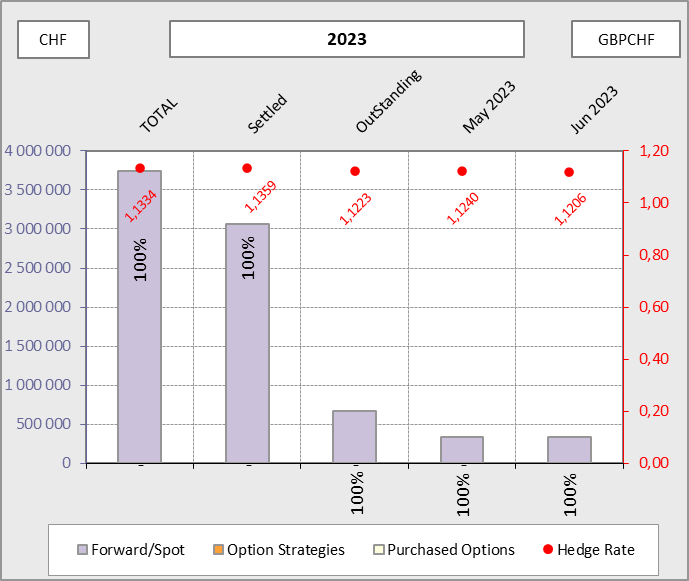 CHF
2023
GBPCHF
TOTAL
Settled
OutStanding
May 2023
Jun 2023
4 000 000
3 500 000
3 000 000
2 500 000
2 000 000
1 500 000
1 000 000
500 000
0
1,20
1,00
0,80
0,60
0,40
0,20
0,00
1,1334
1,1359
1,1223
1,1240
1,1206
100%
100%
100%
100%
100%
Forward/Spot
Option Strategies
Purchased Options
Hedge Rate